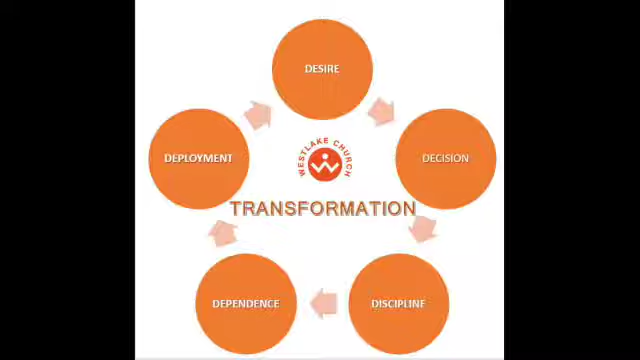 DESIRE
DECISION
DISCIPLINE
DEPENDENCE
DEPLOYMENT
WESTLAKE CHURCH
TRANSFORMATION